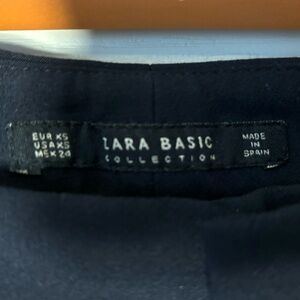 EUR XS
USA XS
MEX 24
ZARA BASIC
COLLECTION
MADE
IN
SPAIN